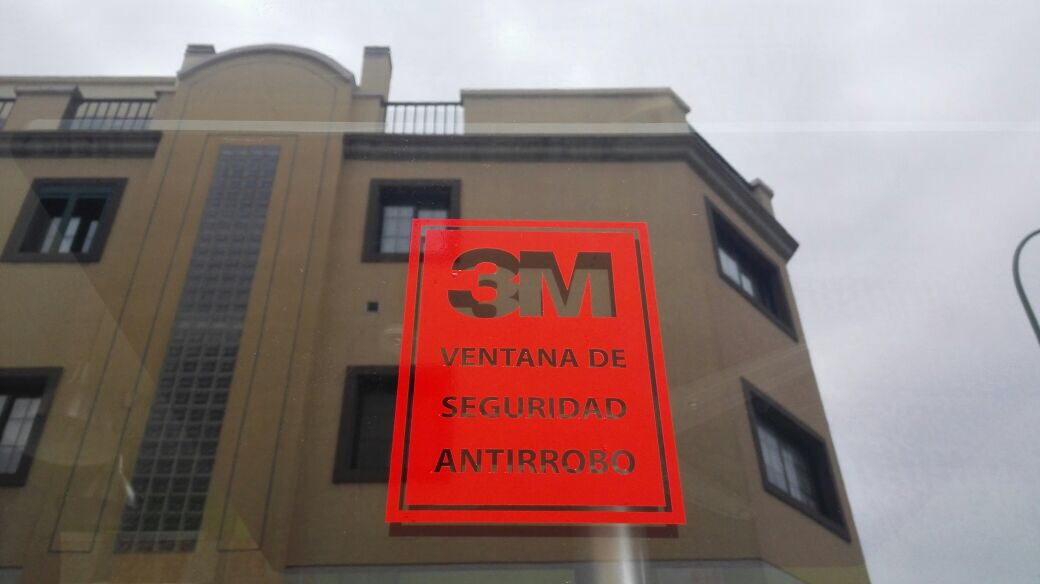 3M
VENTANA DE
SEGURIDAD
ANTIRROBO